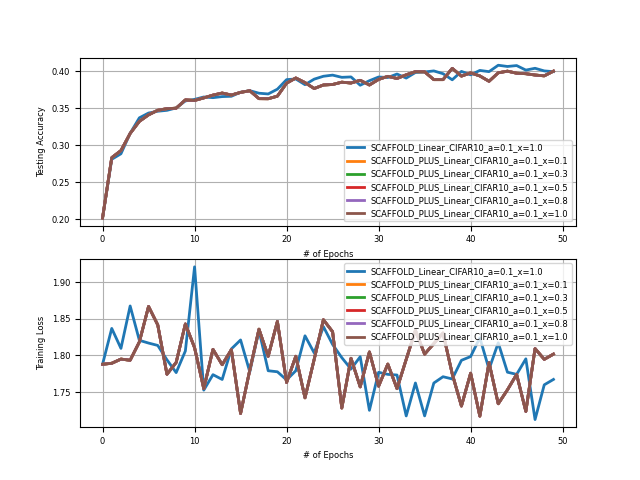 0.40
0.35
0.30
0.25
0.20
Testing Accuracy
SCAFFOLD_Linear_CIFAR10_a=0.1_x=1.0
SCAFFOLD_PLUS_Linear_CIFAR10_a=0.1_x=0.1
SCAFFOLD_PLUS_Linear_CIFAR10_a=0.1_x=0.3
SCAFFOLD_PLUS_Linear_CIFAR10_a=0.1_x=0.5
SCAFFOLD_PLUS_Linear_CIFAR10_a=0.1_x=0.8
SCAFFOLD_PLUS_Linear_CIFAR10_a=0.1_x=1.0
0 10 20 30 40 50
# of Epochs
1.90
1.85
1.80
1.75
Training Loss
SCAFFOLD_Linear_CIFAR10_a=0.1_x=1.0
SCAFFOLD_PLUS_Linear_CIFAR10_a=0.1_x=0.1
SCAFFOLD_PLUS_Linear_CIFAR10_a=0.1_x=0.3
SCAFFOLD_PLUS_Linear_CIFAR10_a=0.1_x=0.5
SCAFFOLD_PLUS_Linear_CIFAR10_a=0.1_x=0.8
SCAFFOLD_PLUS_Linear_CIFAR10_a=0.1_x=1.0
0 10 20 30 40 50
# of Epochs